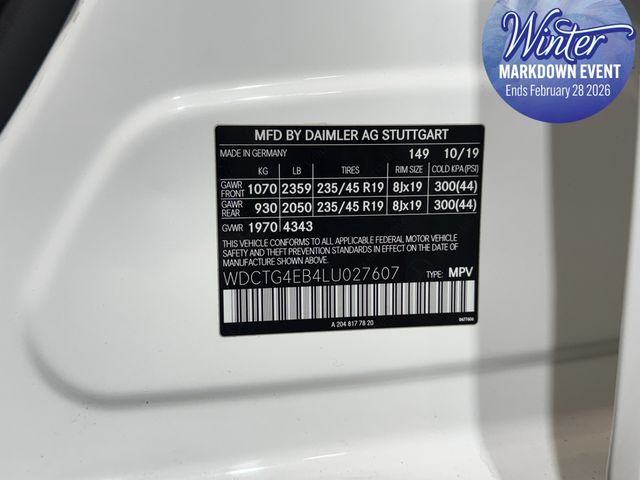 Winter
MARKDOWN EVENT
Ends February 28 2026
MFD BY DAIMLER AG STUTTGART
MADE IN GERMANY 149 10/19
KG LB TIRES RIM SIZE COLD KPA(PSI)
GAWR FRONT 1070 2359 235/45 R19 8Jx19 300(44)
GAWR REAR 930 2050 235/45 R19 8Jx19 300(44)
GVWR 1970 4343
THIS VEHICLE CONFORMS TO ALL APPLICABLE FEDERAL MOTOR VEHICLE
SAFETY AND THEFT PREVENTION STANDARDS IN EFFECT ON THE DATE OF
MANUFACTURE SHOWN ABOVE.
WDCTG4EB4LU027607 TYPE: MPV
A 204 817 78 20